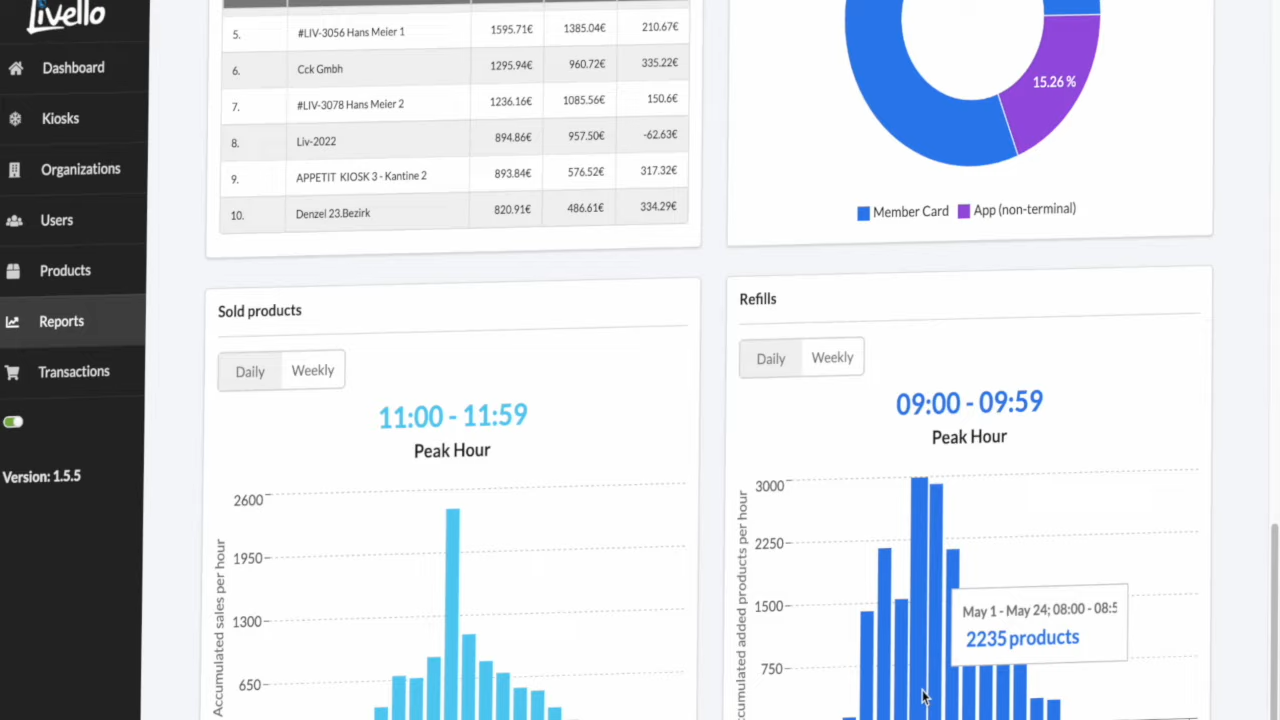 Livello
Dashboard
Kiosks
Organizations
Users
Products
Reports
Transactions
Version: 1.5.5
5. #LIV-3056 Hans Meier 1 1595.71€ 1385.04€ 210.67€
6. Cck Gmbh 1295.94€ 960.72€ 335.22€
7. #LIV-3078 Hans Meier 2 1236.16€ 1085.56€ 150.6€
8. Liv-2022 894.86€ 957.50€ -62.63€
9. APPETIT KIOSK 3 - Kantine 2 893.84€ 576.52€ 317.32€
10. Denzel 23.Bezirk 820.91€ 486.61€ 334.29€
15.26 %
Member Card App (non-terminal)
Sold products
Daily Weekly
11:00 - 11:59
Peak Hour
2600
1950
1300
650
Accumulated sales per hour
Refills
Daily Weekly
09:00 - 09:59
Peak Hour
3000
2250
1500
750
ccumulated added products per hour
May 1 - May 24; 08:00 - 08:5
2235 products